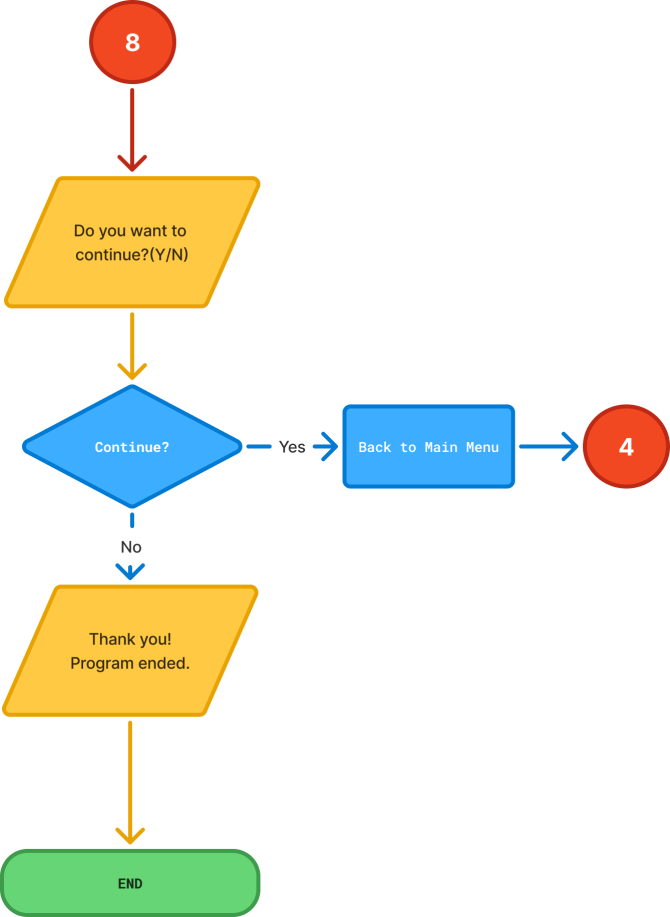 8
Do you want to
continue?(Y/N)
Continue?
Yes
Back to Main Menu
4
No
Thank you!
Program ended.
END